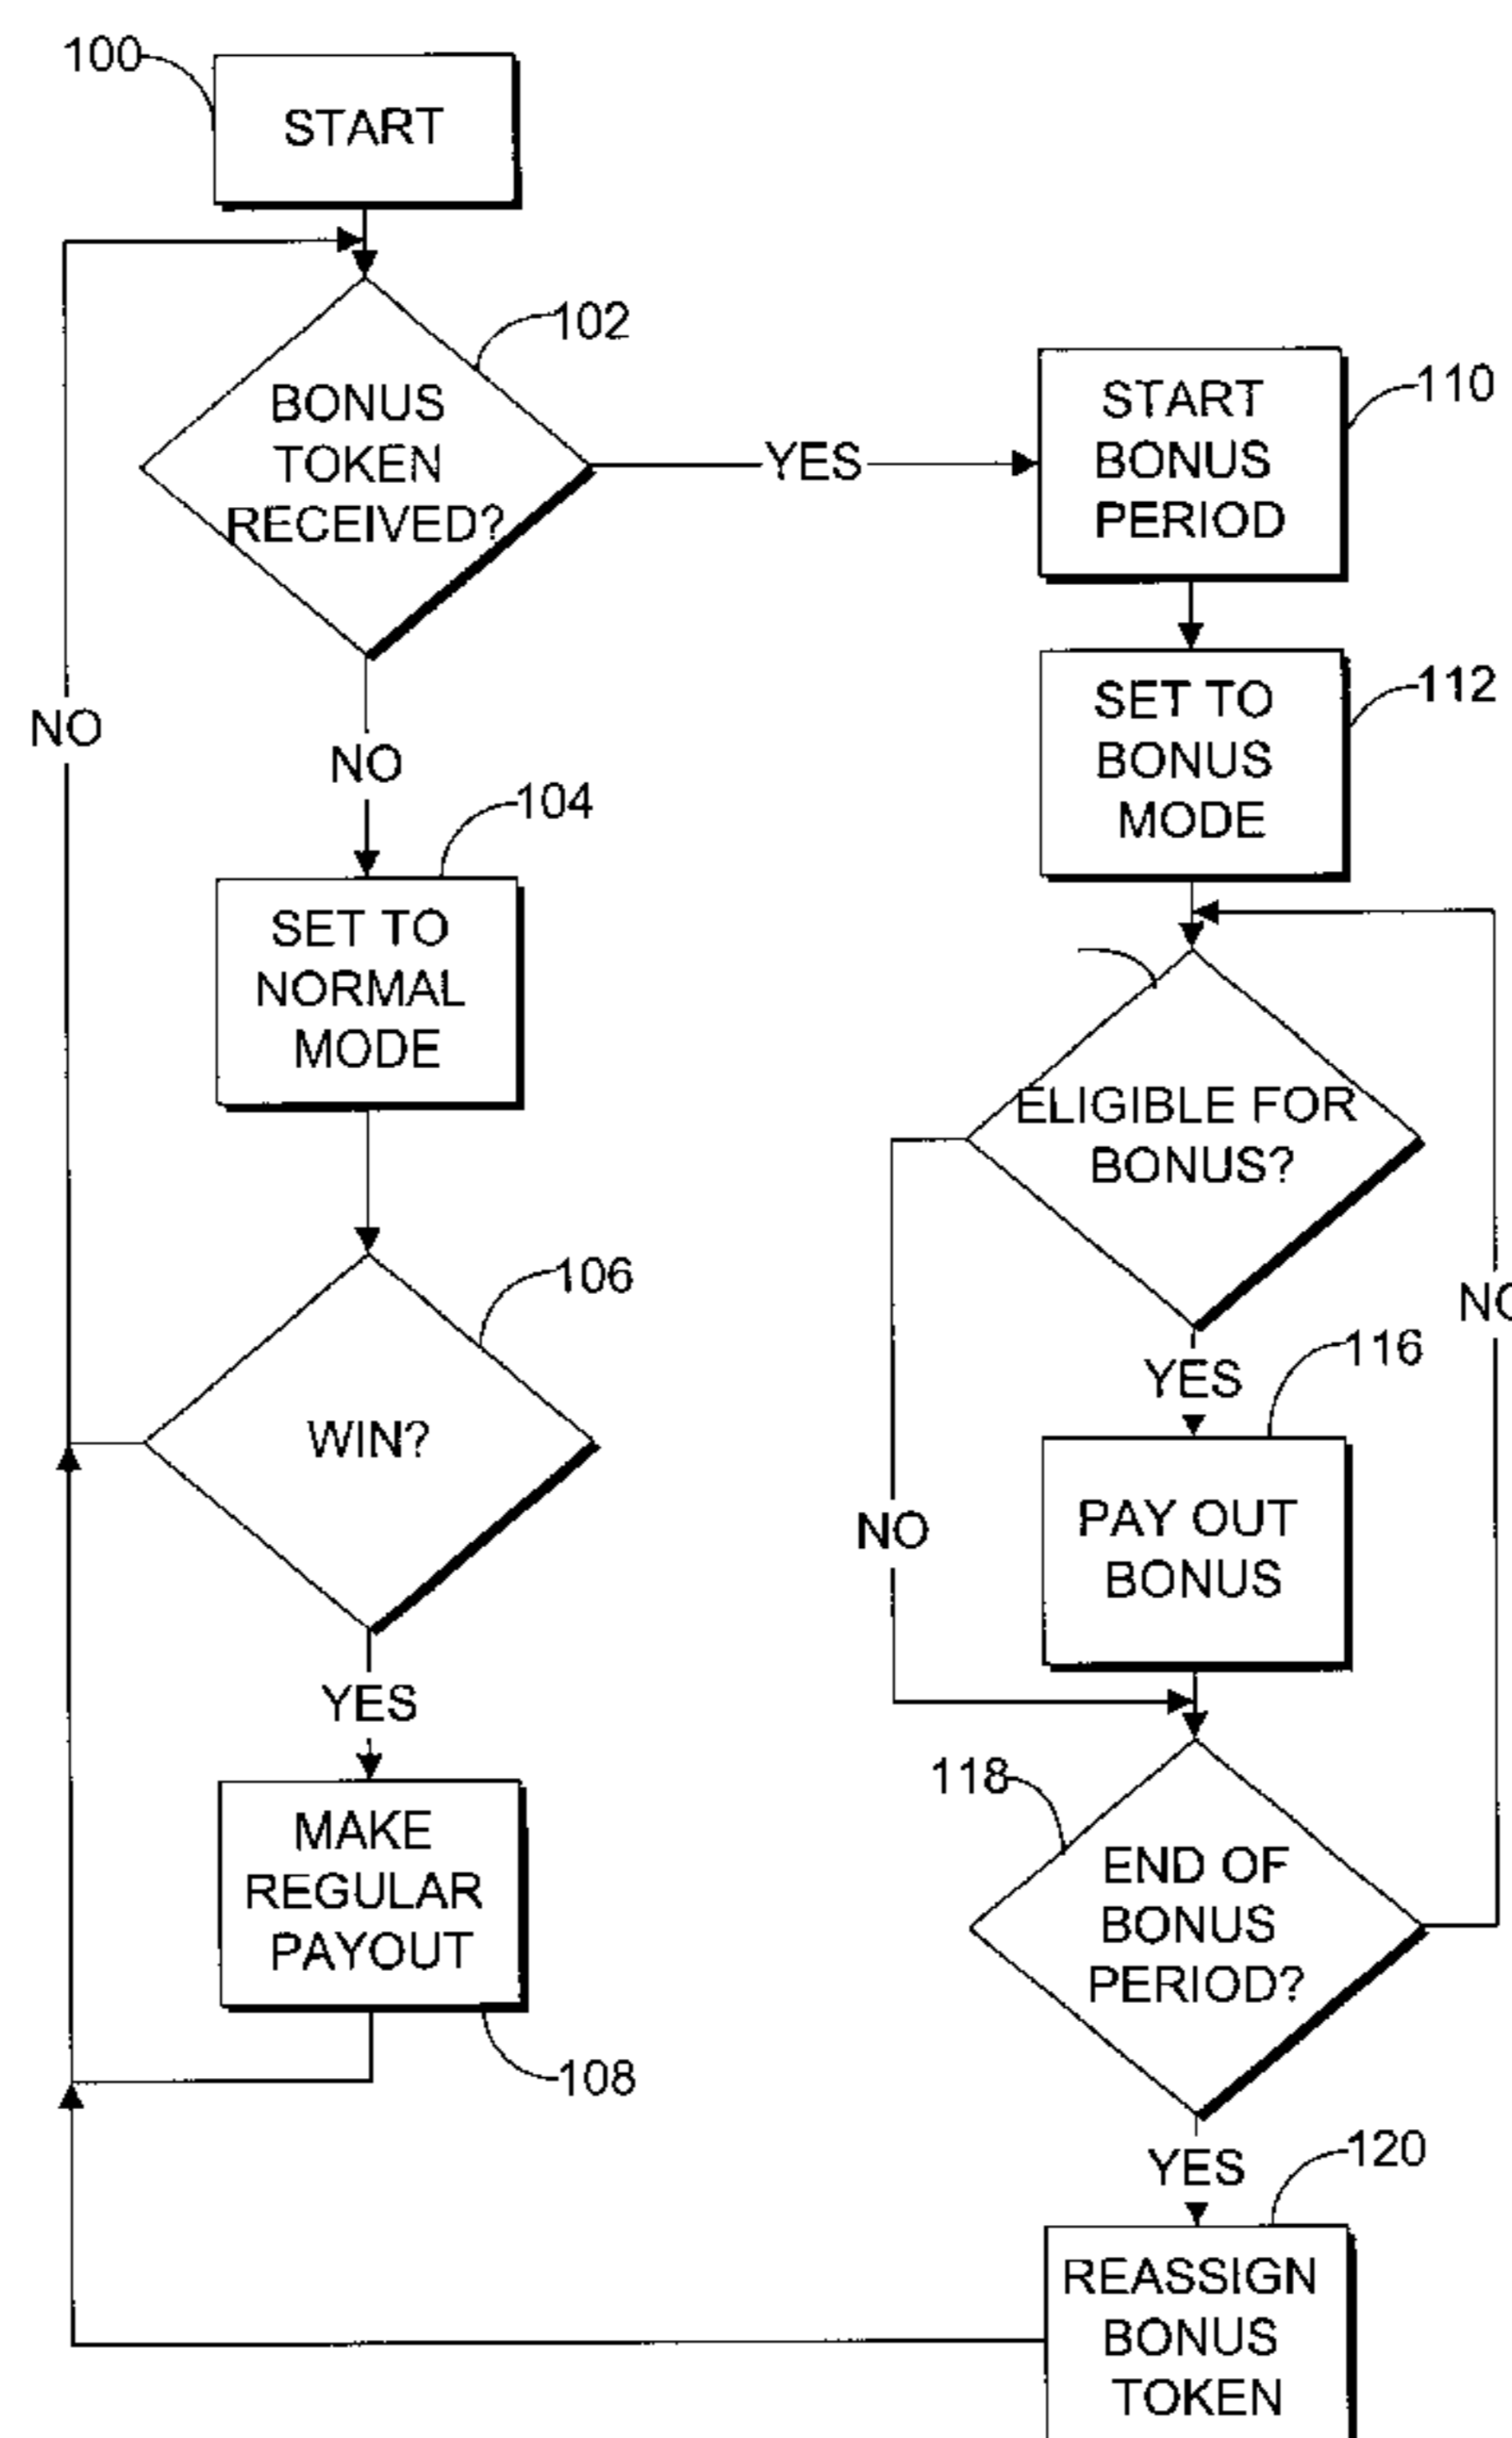 100
START
102
BONUS
TOKEN
RECEIVED?
YES
NO
NO
104
SET TO
NORMAL
MODE
106
WIN?
YES
MAKE
REGULAR
PAYOUT
108
110
START
BONUS
PERIOD
112
SET TO
BONUS
MODE
ELIGIBLE FOR
BONUS?
NO
YES
116
PAY OUT
BONUS
NO
118
END OF
BONUS
PERIOD?
YES
120
REASSIGN
BONUS
TOKEN